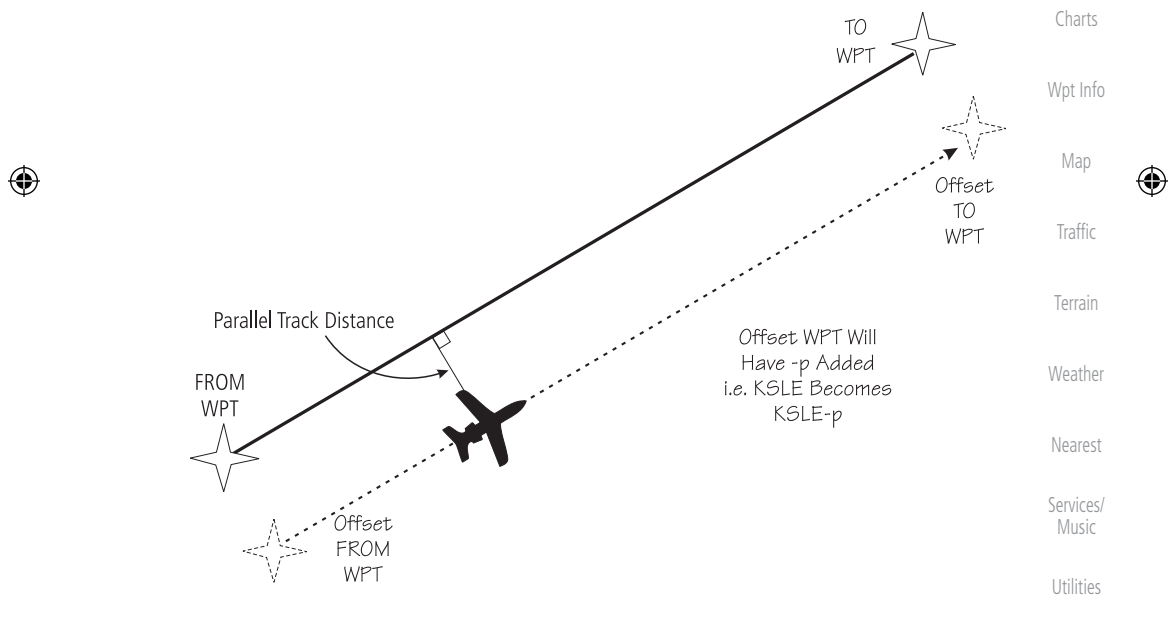 TO
WPT
Offset
TO
WPT
Parallel Track Distance
Offset WPT Will
Have -p Added
i.e. KSLE Becomes
KSLE-p
FROM
WPT
Offset
FROM
WPT
Charts
Wpt Info
Map
Traffic
Terrain
Weather
Nearest
Services/
Music
Utilities